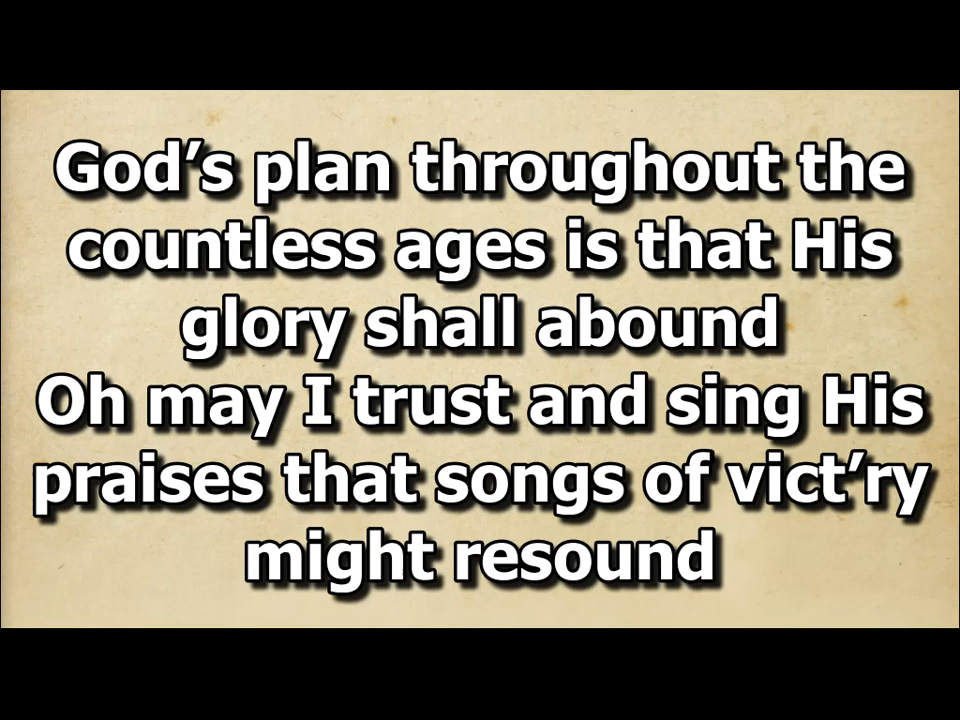 God’s plan throughout the
countless ages is that His
glory shall abound
Oh may I trust and sing His
praises that songs of vict’ry
might resound